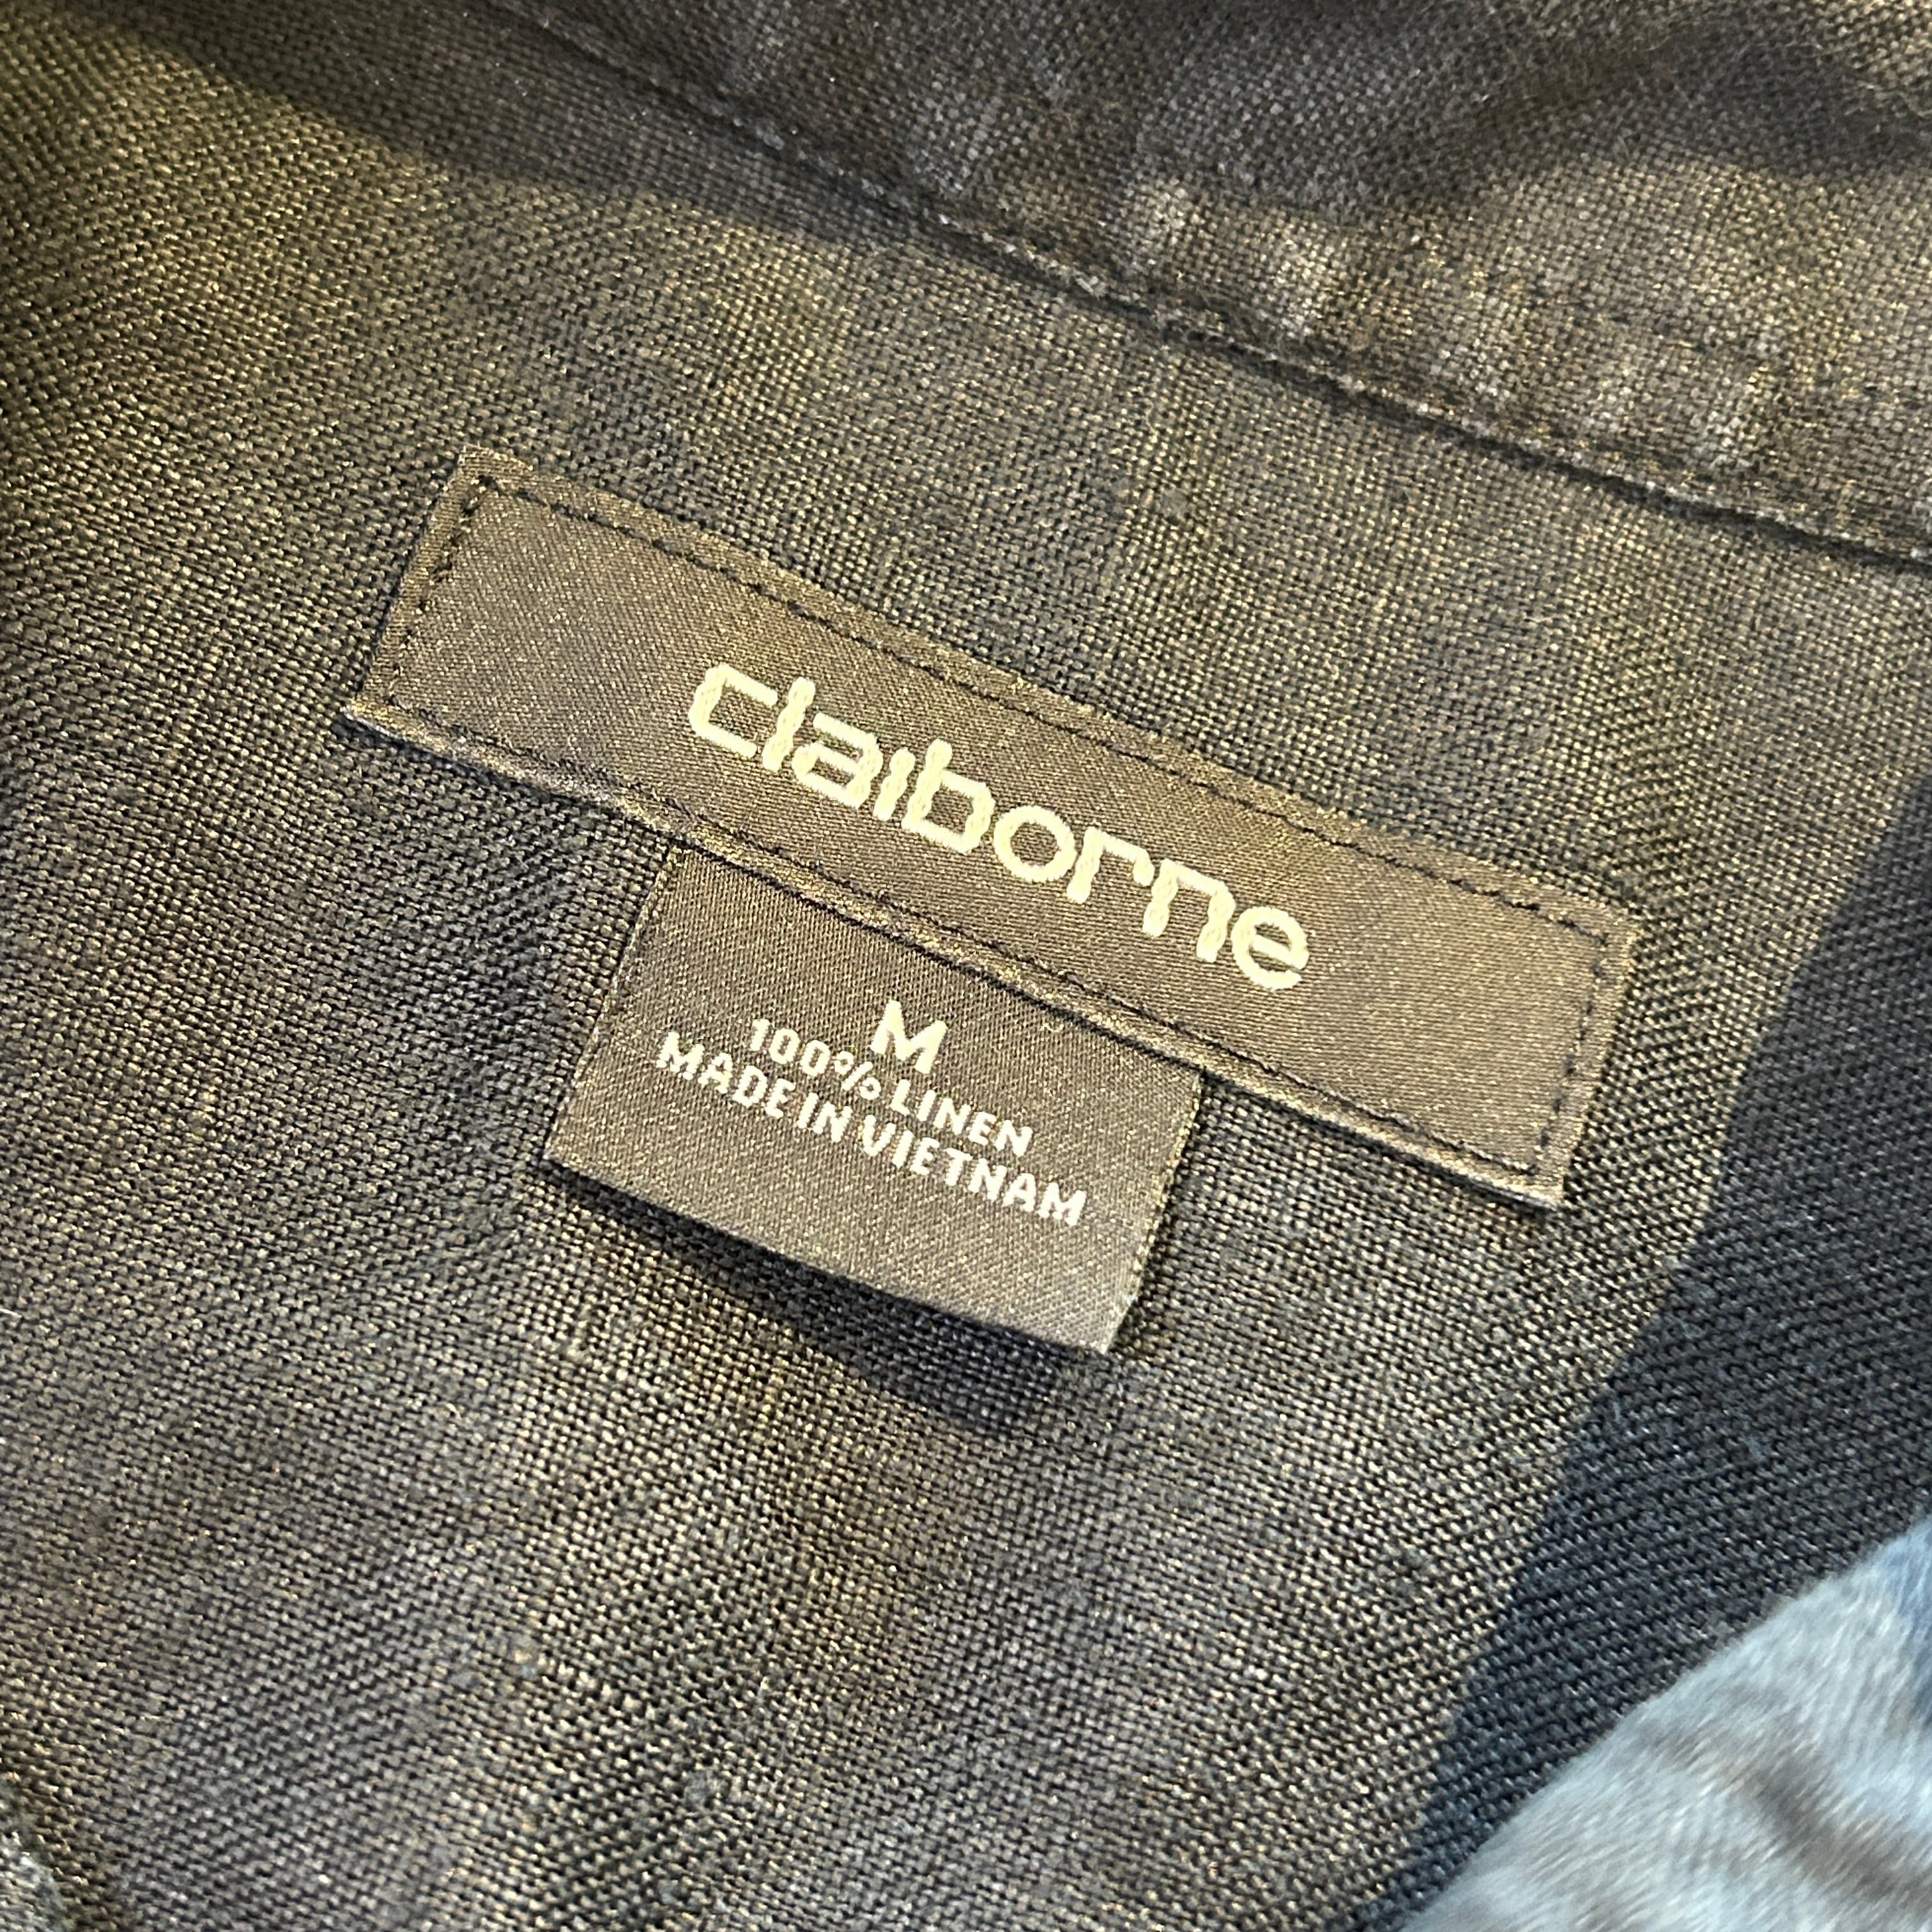 claiborne
M
100% LINEN
MADE IN VIETNAM